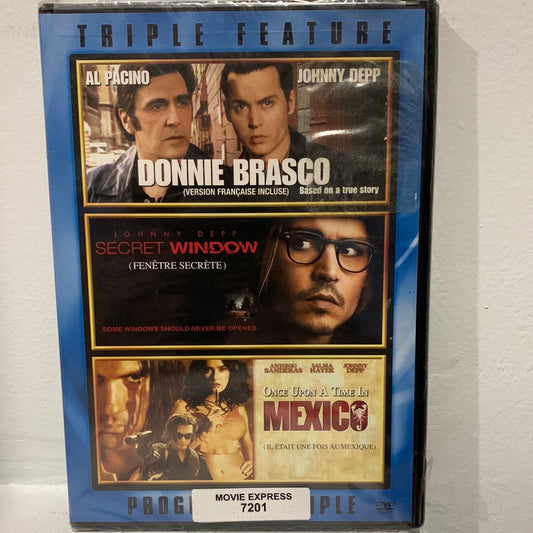 TRIPLE FEATURE
AL PACINO JOHNNY DEPP
DONNIE BRASCO
(VERSION FRANÇAISE INCLUSE) Based on a true story
JOHNNY DEPP
SECRET WINDOW
(FENÊTRE SECRÈTE)
SOME WINDOWS SHOULD NEVER BE OPENED.
ANTONIO BANDERAS SALMA HAYEK JOHNNY DEPP
ONCE UPON A TIME IN
MEXICO
(IL ÉTAIT UNE FOIS AU MEXIQUE)
MOVIE EXPRESS
7201
DVD